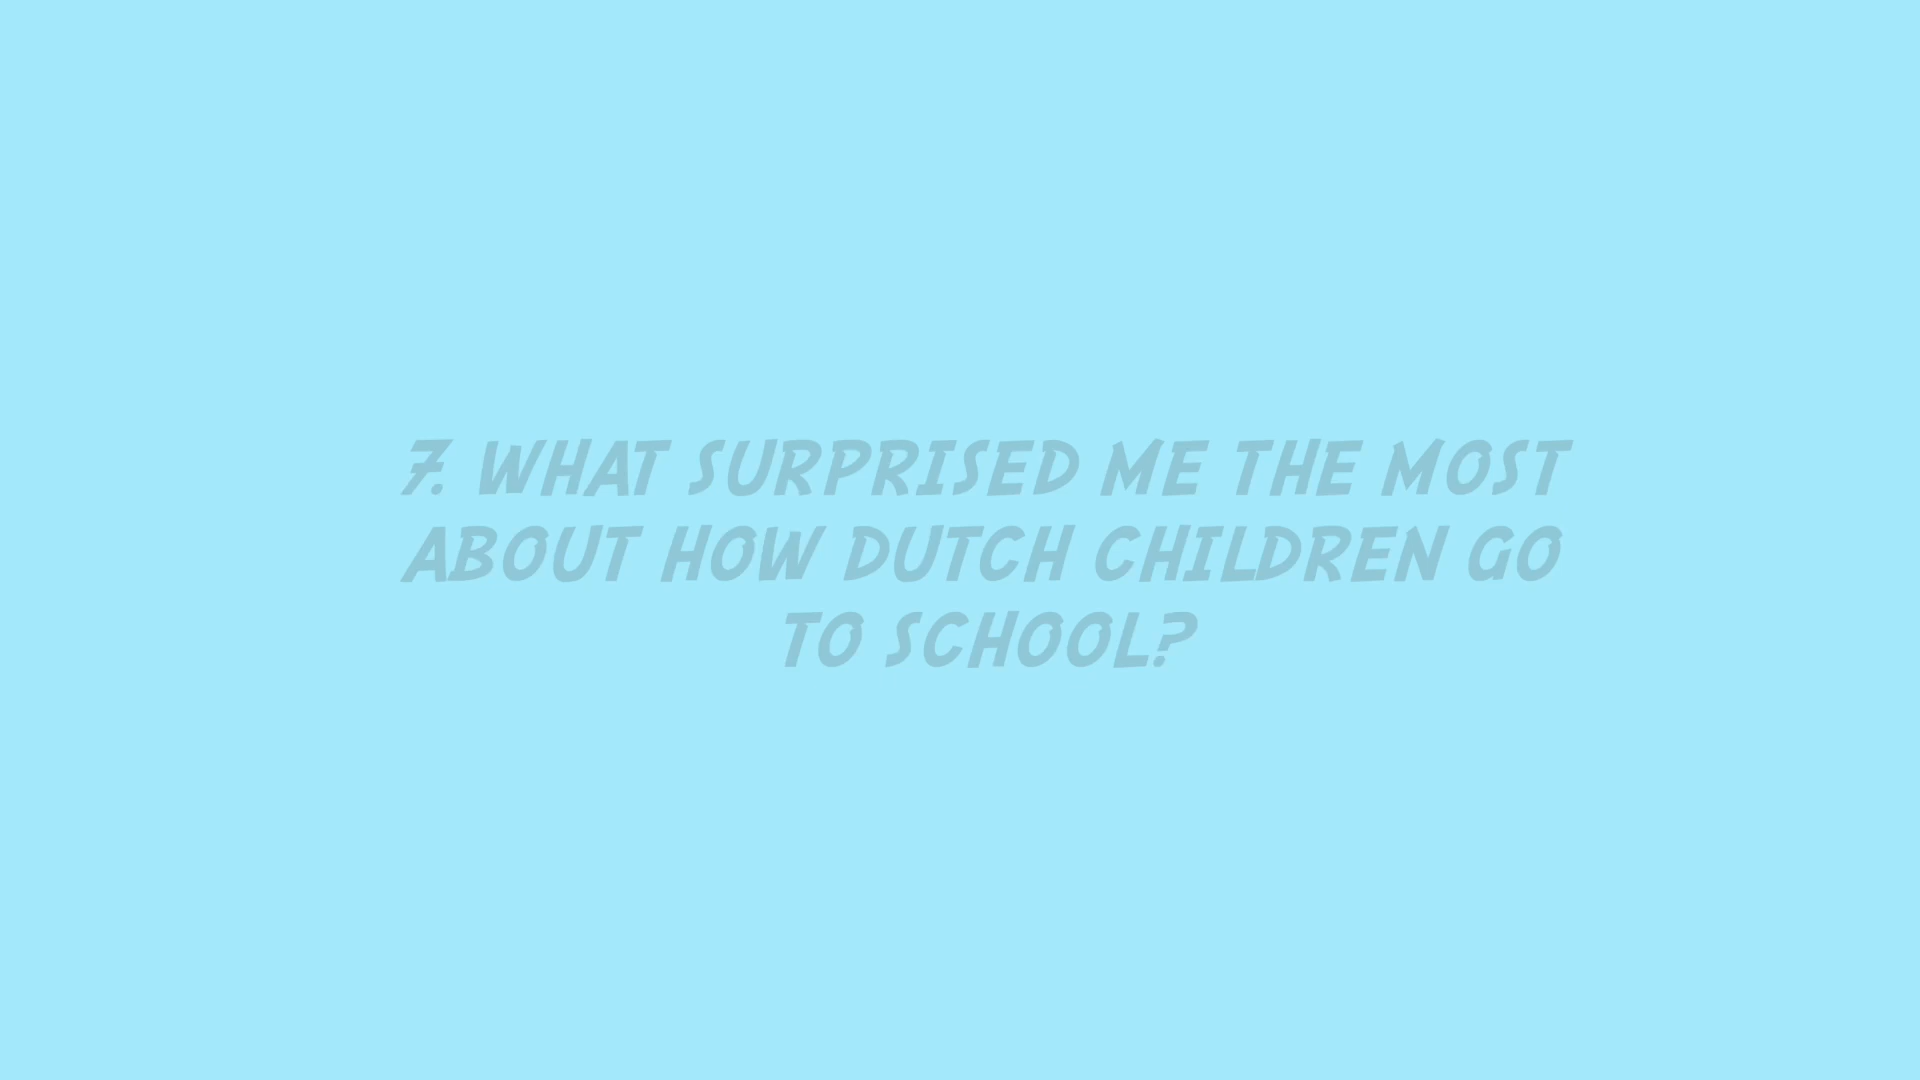 7. WHAT SURPRISED ME THE MOST
ABOUT HOW DUTCH CHILDREN GO
TO SCHOOL?